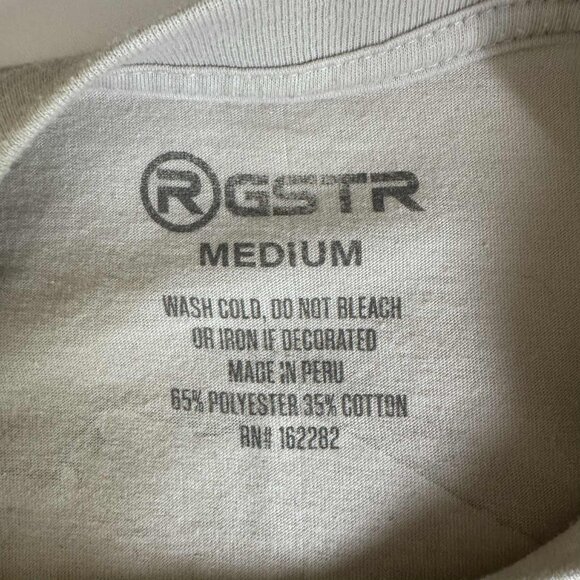 RGSTR
MEDIUM
WASH COLD, DO NOT BLEACH
OR IRON IF DECORATED
MADE IN PERU
65% POLYESTER 35% COTTON
RN# 162282